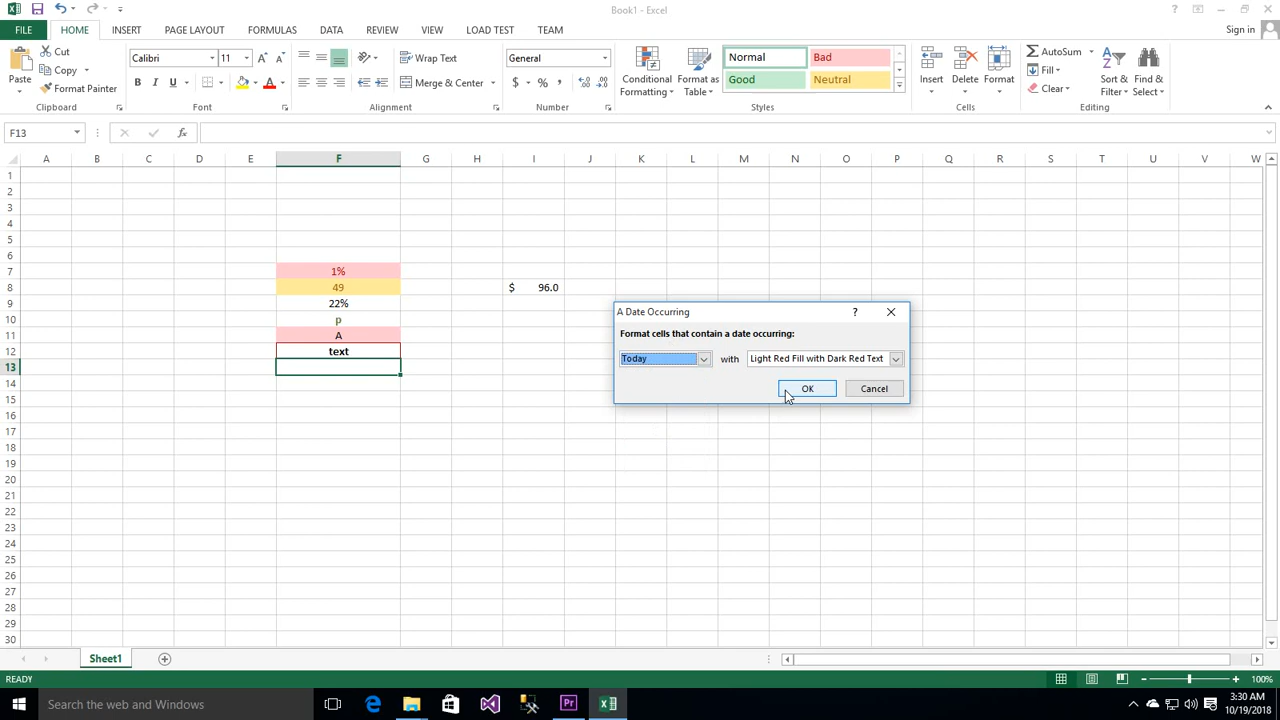 Book1 - Excel
FILE HOME INSERT PAGE LAYOUT FORMULAS DATA REVIEW VIEW LOAD TEST TEAM Sign in
Paste
Cut
Copy
Format Painter
Clipboard
Calibri 11
B I U
Font
Wrap Text
Merge & Center
Alignment
General
$ % ,
Number
Conditional Formatting
Format as Table
Normal Bad
Good Neutral
Styles
Insert Delete Format
Cells
AutoSum
Fill
Clear
Sort & Filter
Find & Select
Editing
F13 fx
A B C D E F G H I J K L M N O P Q R S T U V W
1
2
3
4
5
6
7 1%
8 49 $ 96.0
9 22%
10 p
11 A
12 text
13
14
15
16
17
18
19
20
21
22
23
24
25
26
27
28
29
30
A Date Occurring ?
Format cells that contain a date occurring:
Today with Light Red Fill with Dark Red Text
OK Cancel
Sheet1
READY 100%
Search the web and Windows
3:30 AM
10/19/2018